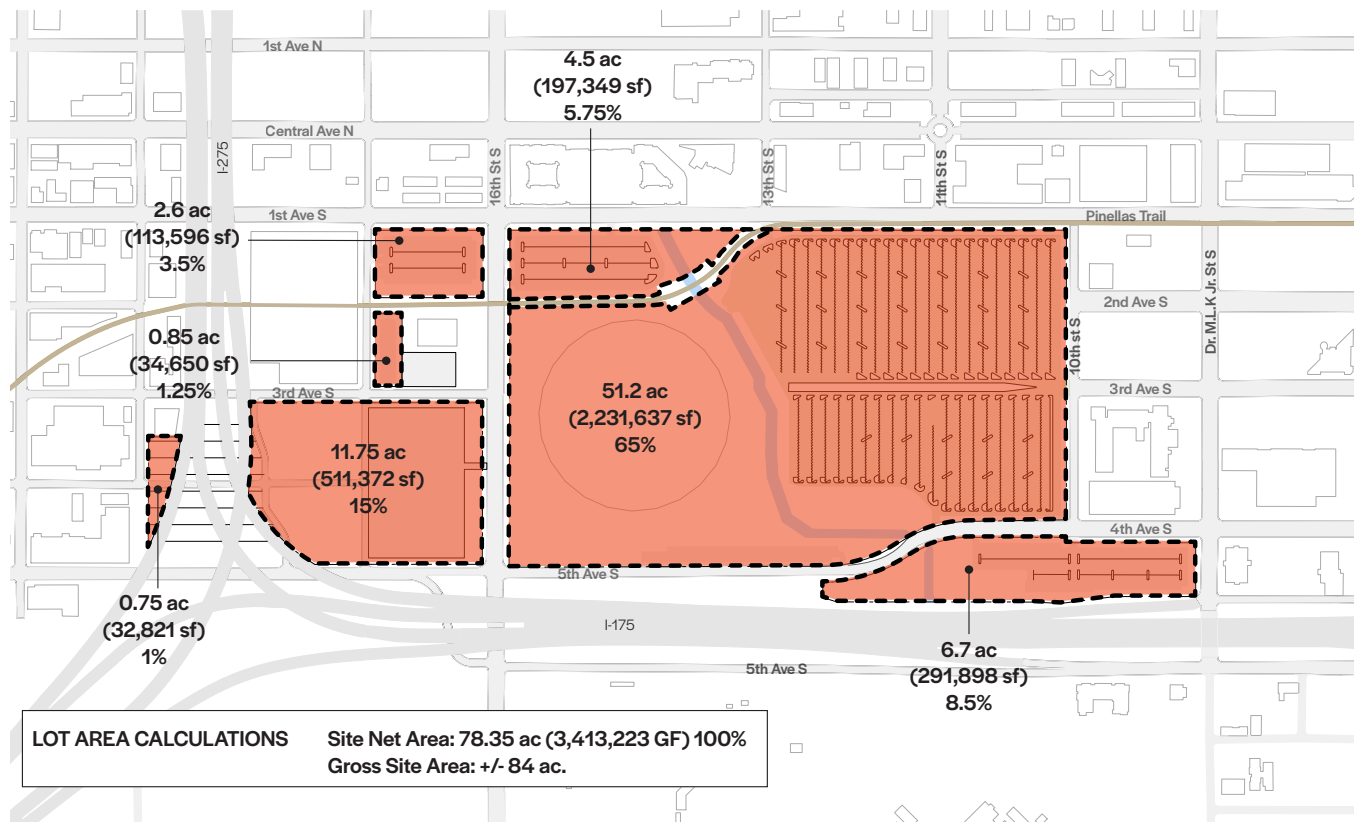 1st Ave N
4.5 ac
(197,349 sf)
5.75%
Central Ave N
I-275
16th St S
13th St S
11th St S
2.6 ac
(113,596 sf)
3.5%
1st Ave S
Pinellas Trail
2nd Ave S
Dr. M.L.K Jr. St S
10th st S
0.85 ac
(34,650 sf)
1.25%
3rd Ave S
3rd Ave S
51.2 ac
(2,231,637 sf)
65%
11.75 ac
(511,372 sf)
15%
4th Ave S
5th Ave S
0.75 ac
(32,821 sf)
1%
I-175
6.7 ac
(291,898 sf)
8.5%
5th Ave S
LOT AREA CALCULATIONS Site Net Area: 78.35 ac (3,413,223 GF) 100%
Gross Site Area: +/- 84 ac.